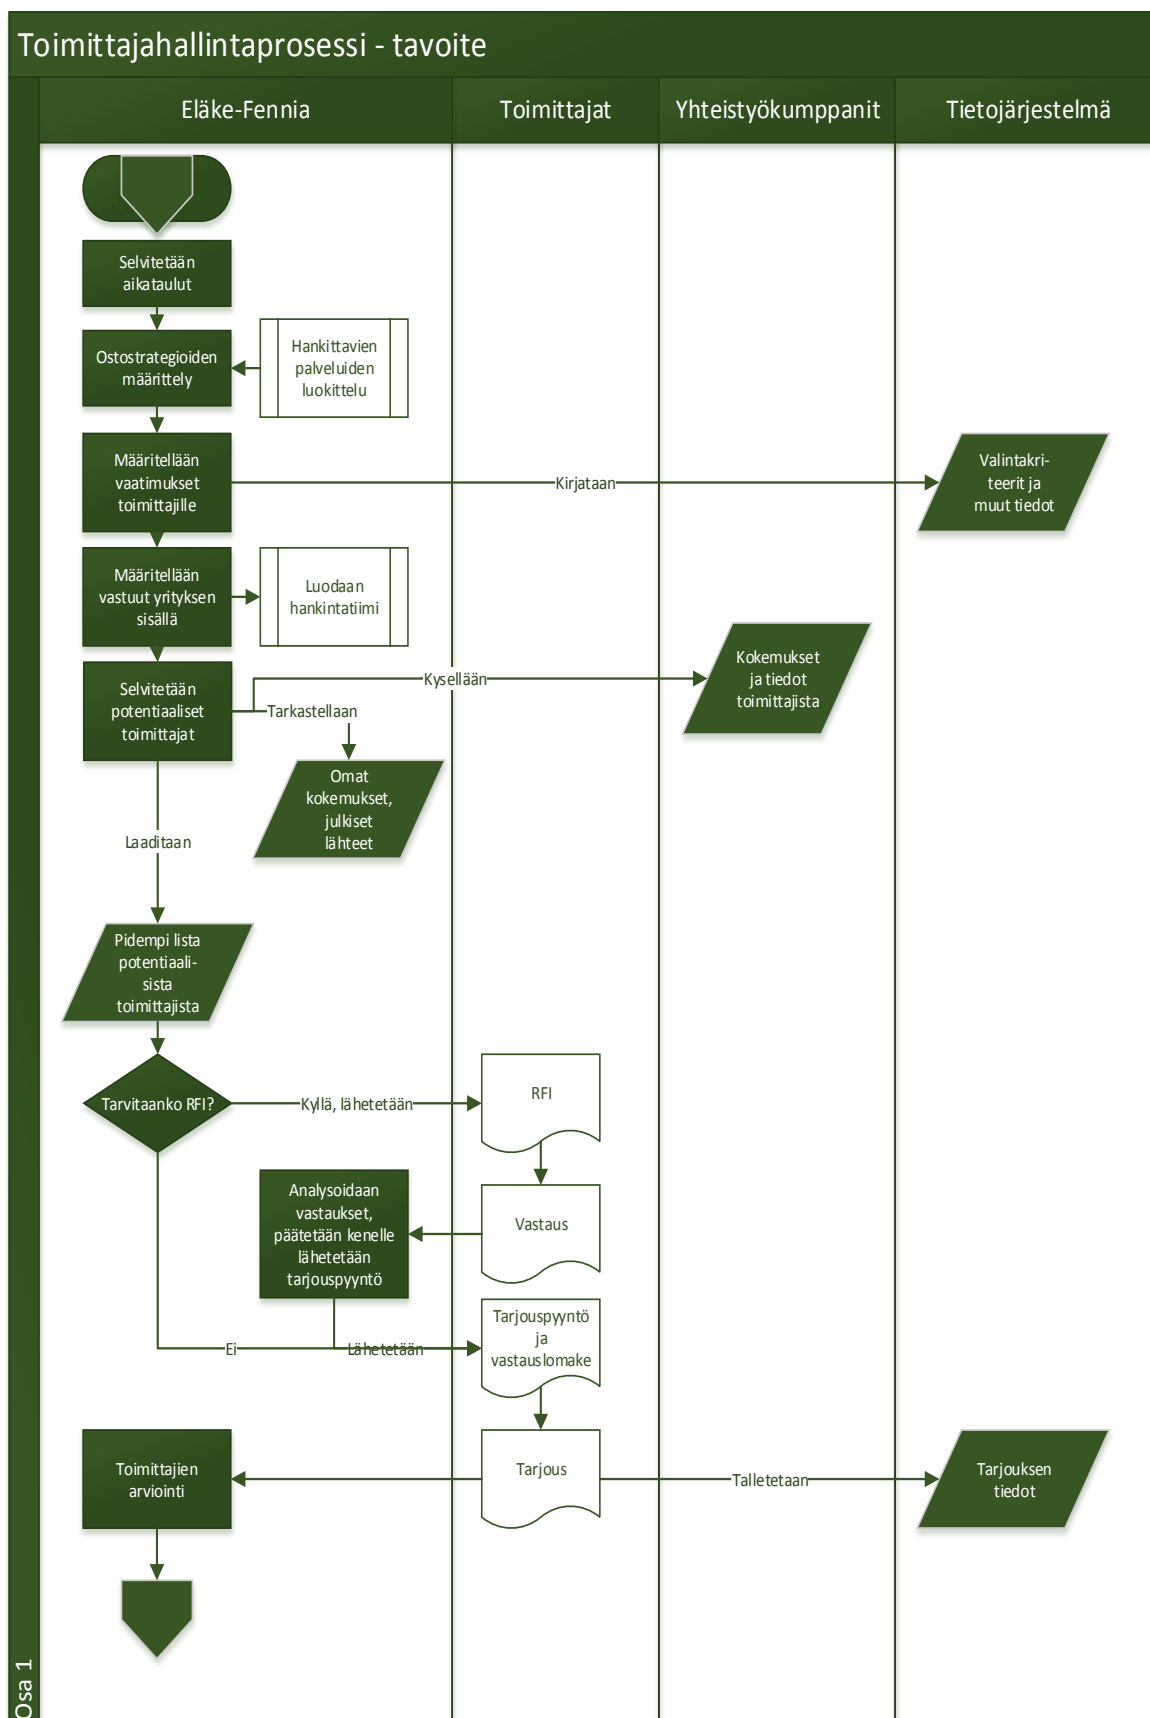 Toimittajahallintaprosessi - tavoite
Eläke-Fennia
Toimittajat
Yhteistyökumppanit
Tietojärjestelmä
Selvitetään
aikataulut
Ostostrategioiden
määrittely
Hankittavien
palveluiden
luokittelu
Määritellään
vaatimukset
toimittajille
Kirjataan
Valintakri-
teerit ja
muut tiedot
Määritellään
vastuut yrityksen
sisällä
Luodaan
hankintatiimi
Selvitetään
potentiaaliset
toimittajat
Kysellään
Kokemukset
ja tiedot
toimittajista
Tarkastellaan
Omat
kokemukset,
julkiset
lähteet
Laaditaan
Pidempi lista
potentiaali-
sista
toimittajista
Tarvitaanko RFI?
Kyllä, lähetetään
RFI
Analysoidaan
vastaukset,
päätetään kenelle
lähetetään
tarjouspyyntö
Vastaus
Ei
Lähetetään
Tarjouspyyntö
ja
vastauslomake
Toimittajien
arviointi
Tarjous
Talletetaan
Tarjouksen
tiedot
Osa 1